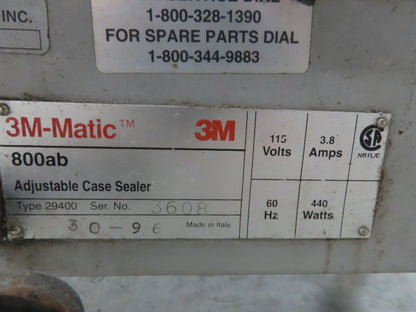 INC.
1-800-328-1390
FOR SPARE PARTS DIAL
1-800-344-9883
3M-Matic™ 3M
800ab
Adjustable Case Sealer
Type 29400 Ser. No. 3608
30-96 Made in Italy
115 Volts
3.8 Amps
60 Hz
440 Watts
SA
NRTL/C